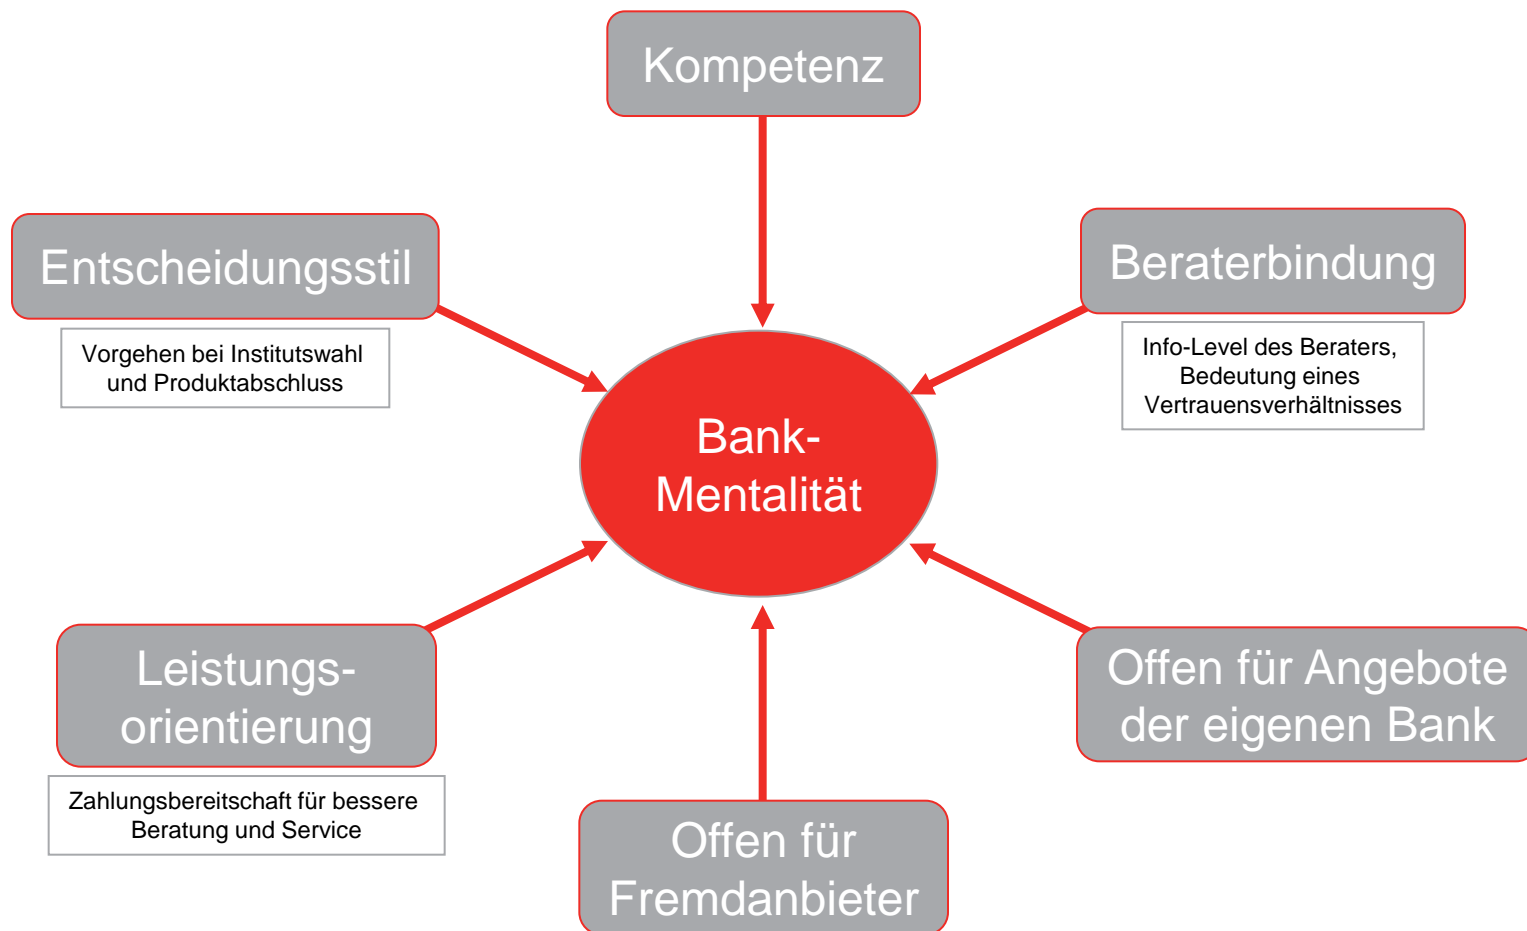 Kompetenz
Entscheidungsstil
Vorgehen bei Institutswahl
und Produktabschluss
Beraterbindung
Info-Level des Beraters,
Bedeutung eines
Vertrauensverhältnisses
Bank-
Mentalität
Leistungs-
orientierung
Zahlungsbereitschaft für bessere
Beratung und Service
Offen für
Fremdanbieter
Offen für Angebote
der eigenen Bank